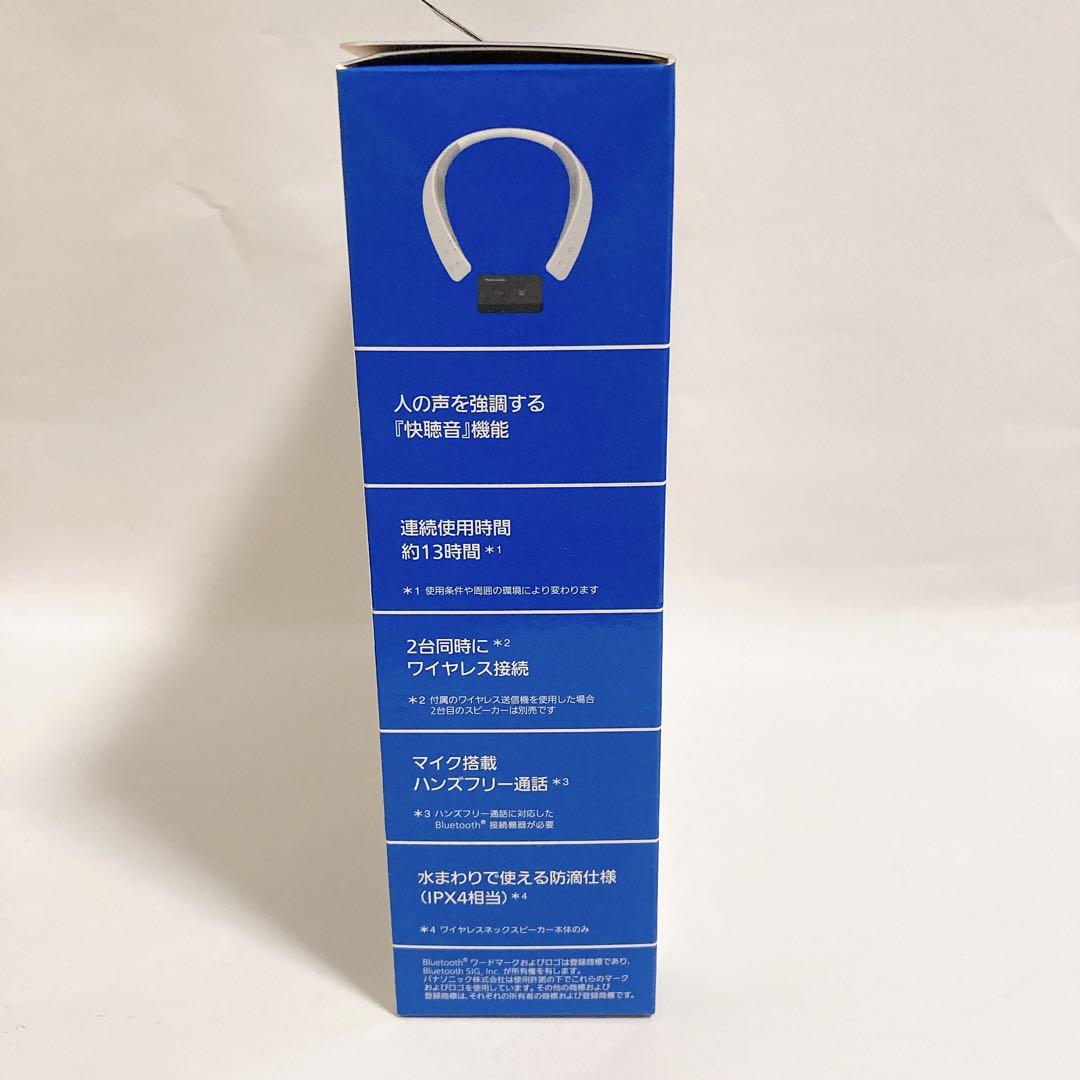 人の声を強調する
『快聴音』機能
連続使用時間
約13時間*1
*1 使用条件や周囲の環境により変わります
2台同時に*2
ワイヤレス接続
*2 付属のワイヤレス送信機を使用した場合
2台目のスピーカーは別売です
マイク搭載
ハンズフリー通話*3
*3 ハンズフリー通話に対応した
Bluetooth® 接続機器が必要
水まわりで使える防滴仕様
(IPX4相当)*4
*4 ワイヤレスネックスピーカー本体のみ
Bluetooth® ワードマークおよびロゴは登録商標であり、
Bluetooth SIG, Inc. が所有権を有します。
パナソニック株式会社は使用許諾の下でこれらのマーク
およびロゴを使用しています。その他の商標および
登録商標は、それぞれの所有者の商標および登録商標です。